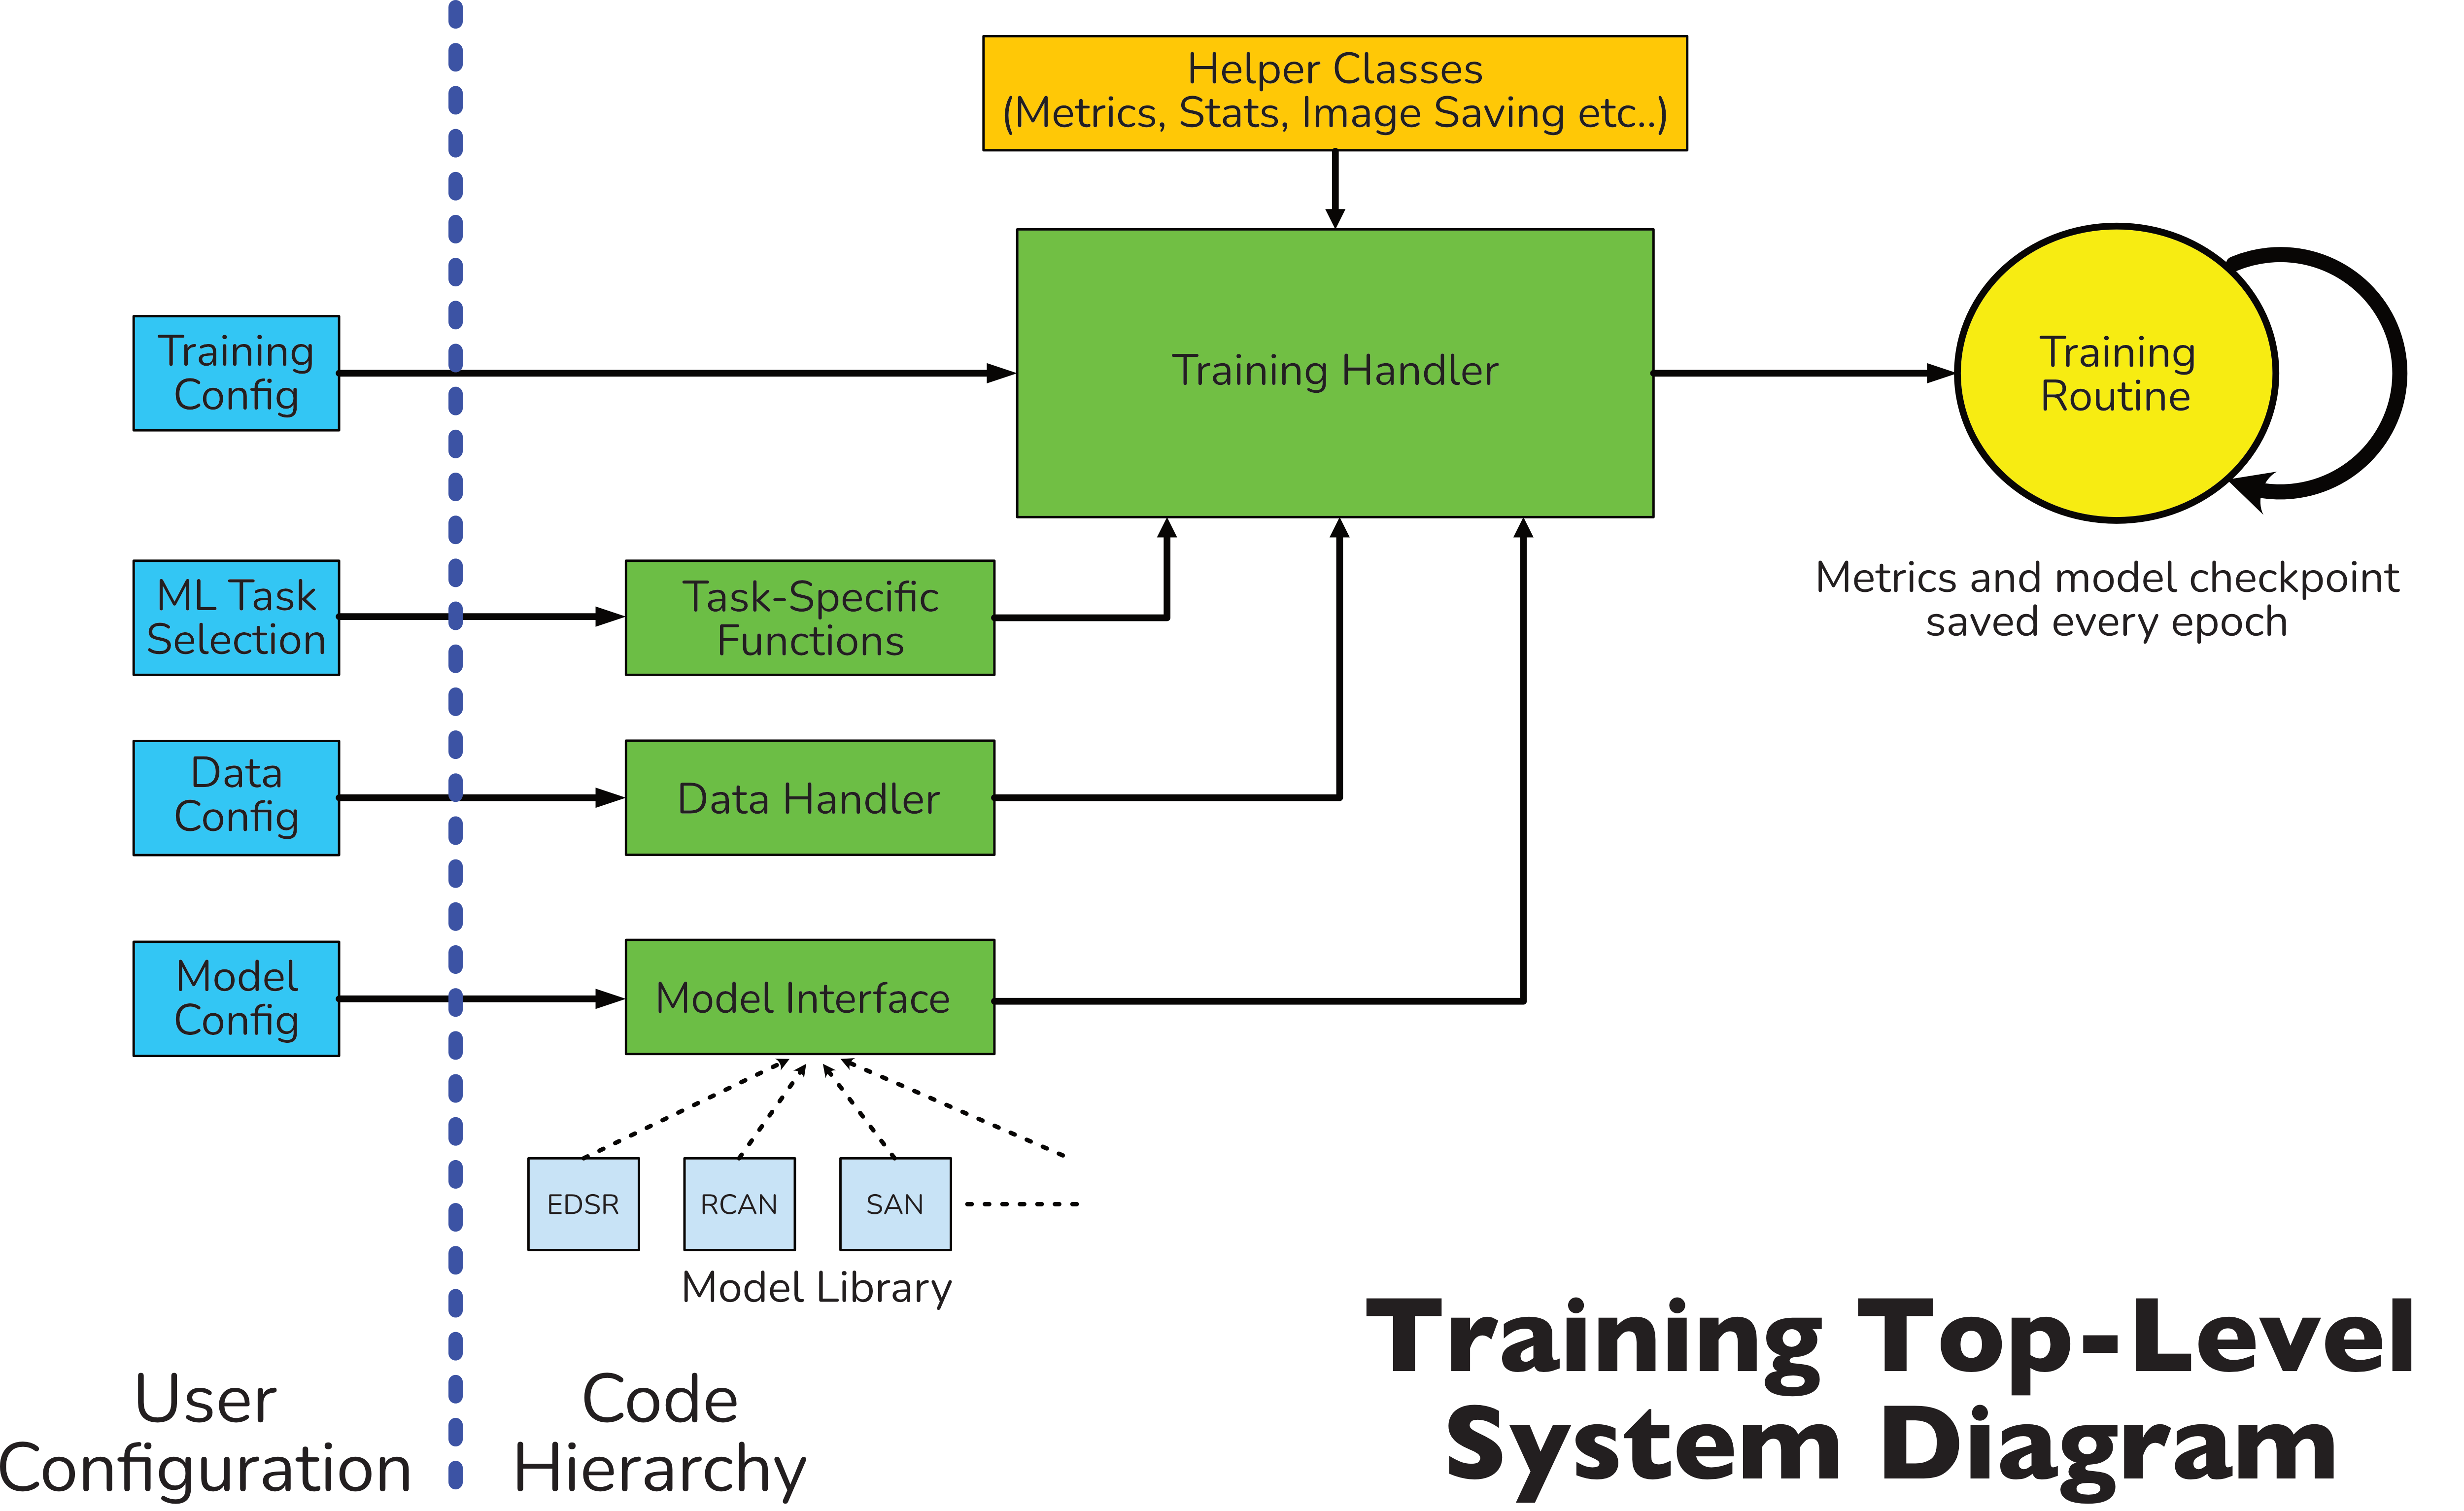 Helper Classes
(Metrics, Stats, Image Saving etc..)
Training
Config
Training Handler
Training
Routine
ML Task
Selection
Task-Specific
Functions
Metrics and model checkpoint
saved every epoch
Data
Config
Data Handler
Model
Config
Model Interface
EDSR
RCAN
SAN
Model Library
User
Configuration
Code
Hierarchy
Training Top-Level
System Diagram